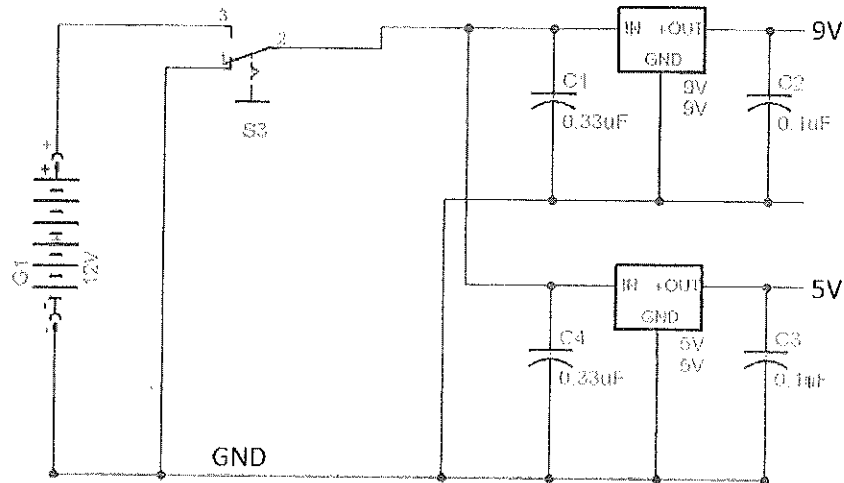 3
2
1
S3
IN +OUT
GND
9V
9V
9V
C1
0.33uF
C2
0.1uF
+
+
G1
12V
-
-
IN +OUT
GND
5V
5V
5V
C4
0.33uF
C3
0.1uF
GND